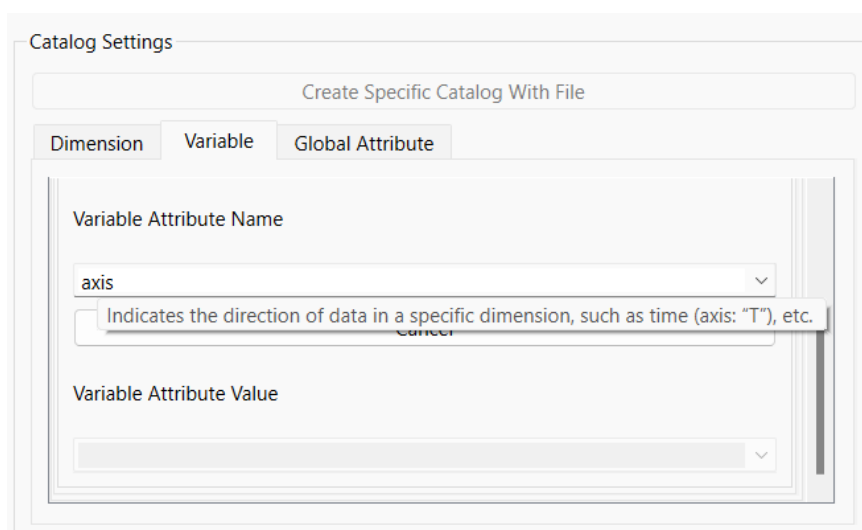 Catalog Settings
Create Specific Catalog With File
Dimension Variable Global Attribute
Variable Attribute Name
axis
Indicates the direction of data in a specific dimension, such as time (axis: “T”), etc.
Cancel
Variable Attribute Value